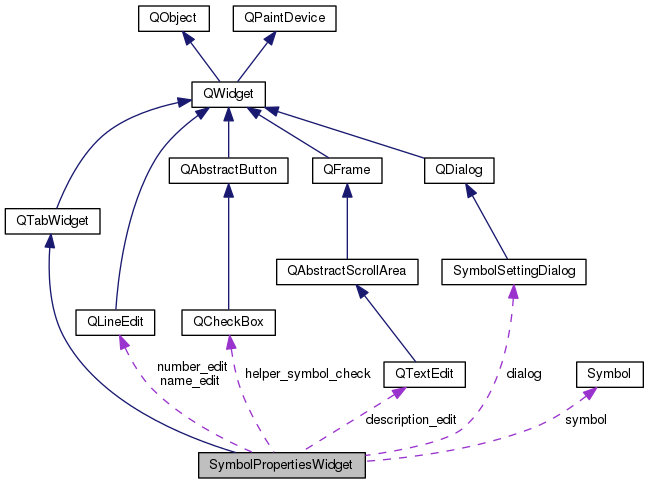 QObject
QPaintDevice
QWidget
QAbstractButton
QFrame
QDialog
QTabWidget
QAbstractScrollArea
SymbolSettingDialog
QLineEdit
QCheckBox
QTextEdit
Symbol
number_edit
name_edit
helper_symbol_check
dialog
description_edit
symbol
SymbolPropertiesWidget